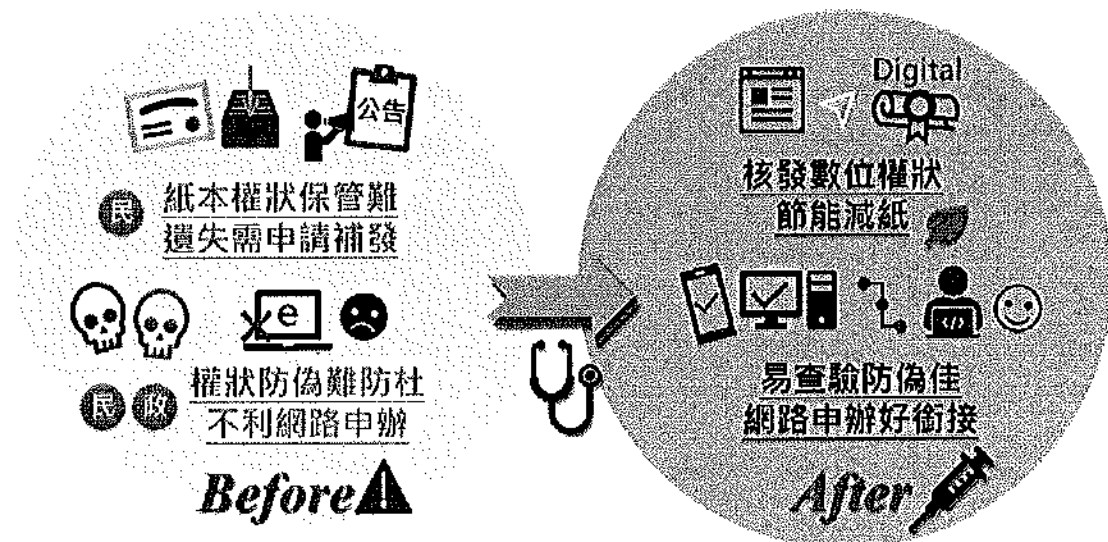 公告
民
紙本權狀保管難
遺失需申請補發
e
民 政
權狀防偽難防杜
不利網路申辦
Before
Digital
核發數位權狀
節能減紙
</>
易查驗防偽佳
網路申辦好銜接
After